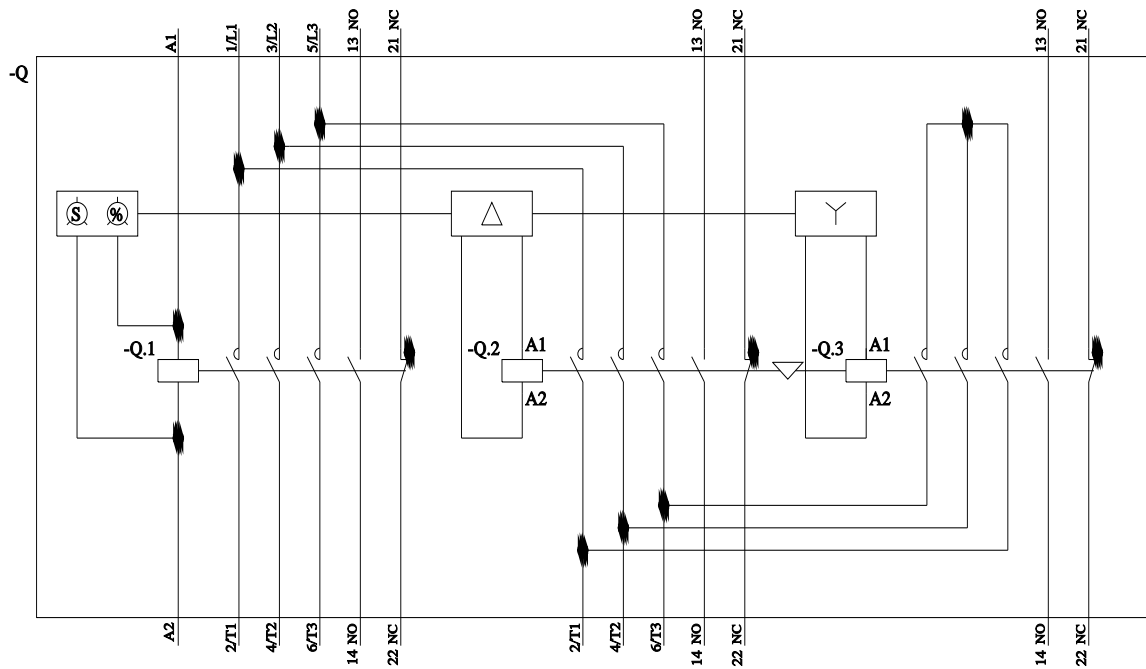 A1
1/L1
3/L2
5/L3
13 NO
21 NC
13 NO
21 NC
13 NO
21 NC
-Q
S
%
-Q.1
-Q.2
A1
A2
-Q.3
A1
A2
A2
2/T1
4/T2
6/T3
14 NO
22 NC
2/T1
4/T2
6/T3
14 NO
22 NC
14 NO
22 NC